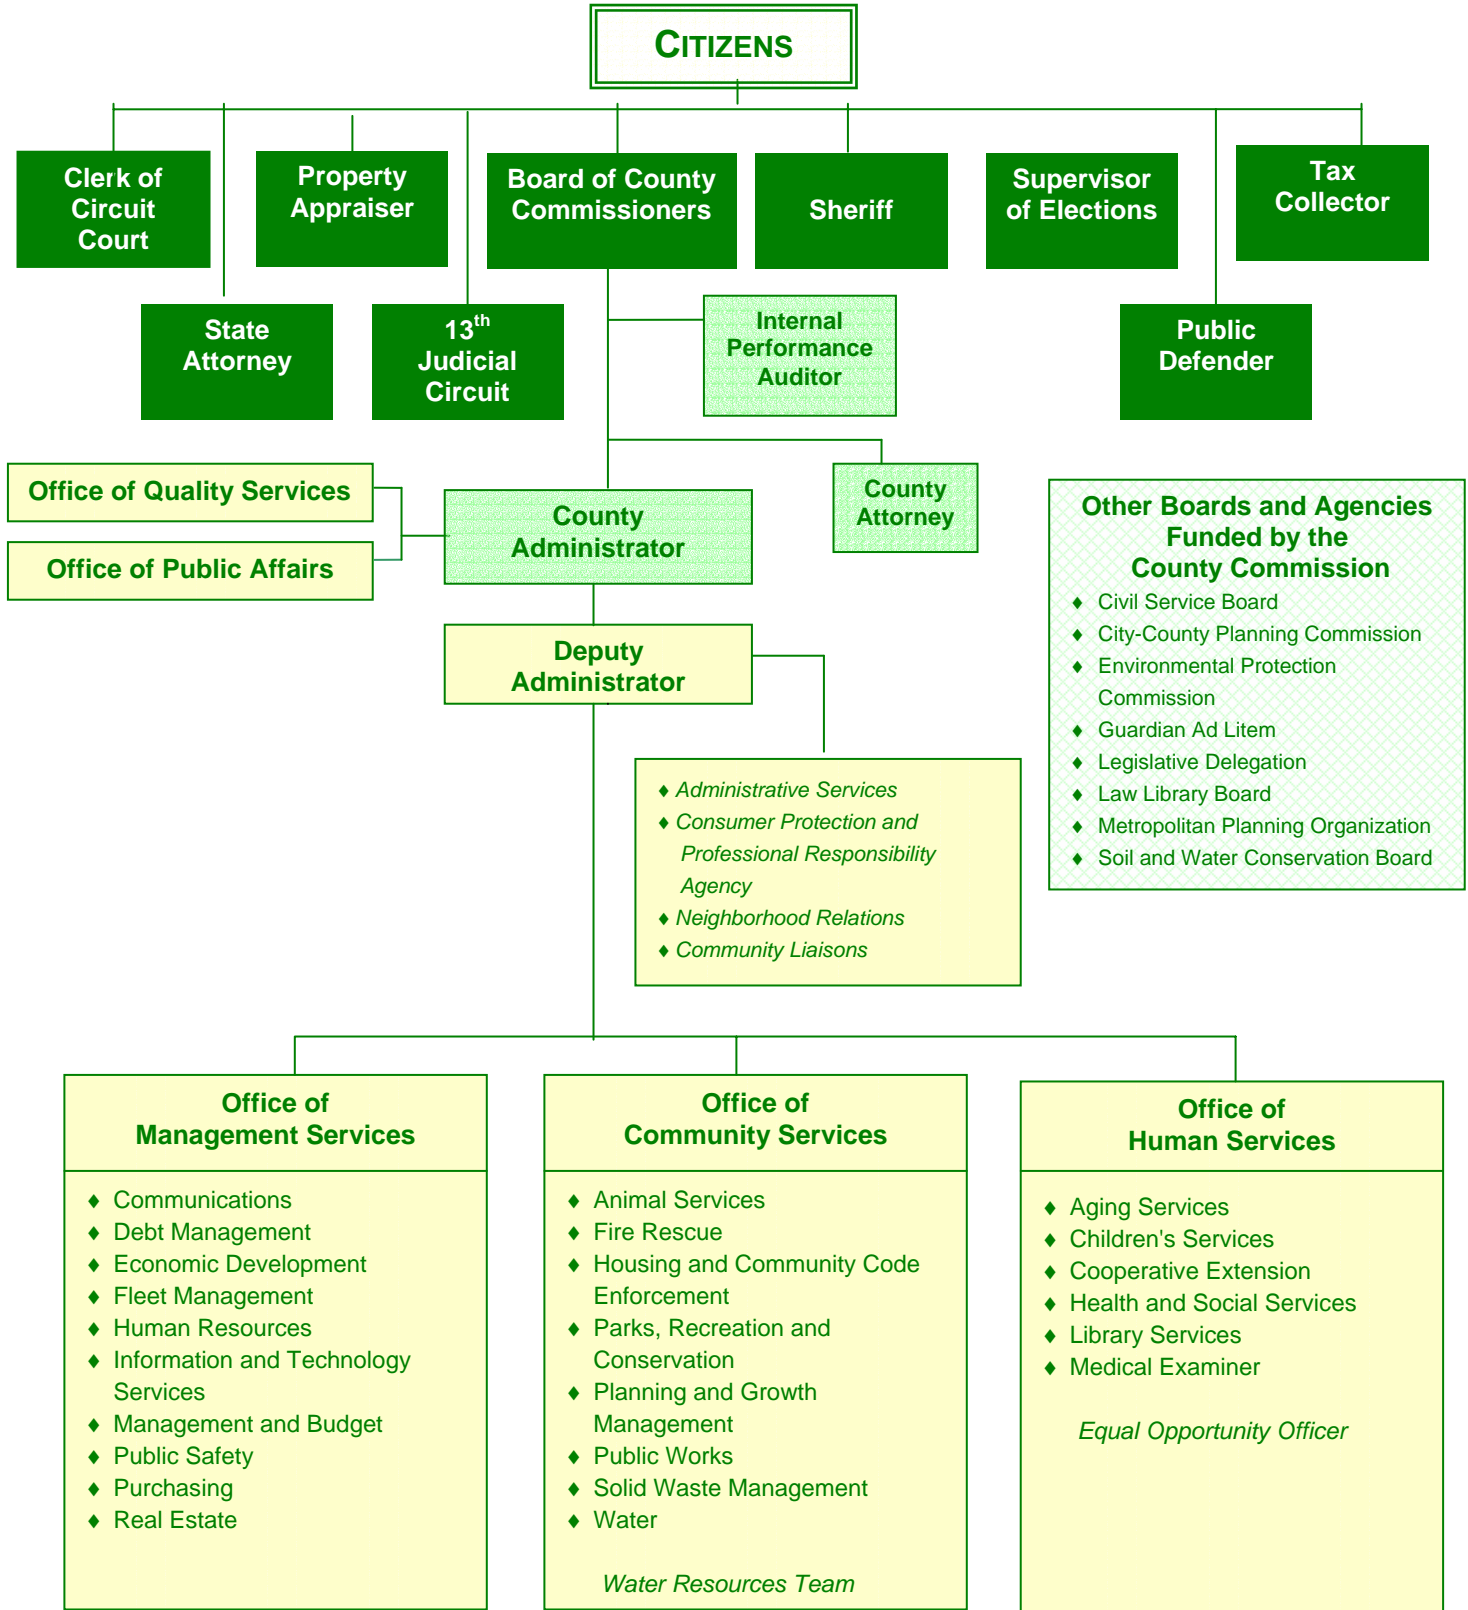 CITIZENS
Clerk of
Circuit
Court
Property
Appraiser
Board of County
Commissioners
Sheriff
Supervisor
of Elections
Tax
Collector
State
Attorney
13th
Judicial
Circuit
Internal
Performance
Auditor
Public
Defender
Office of Quality Services
Office of Public Affairs
County
Administrator
County
Attorney
Deputy
Administrator
Other Boards and Agencies
Funded by the
County Commission
♦ Civil Service Board
♦ City-County Planning Commission
♦ Environmental Protection
Commission
♦ Guardian Ad Litem
♦ Legislative Delegation
♦ Law Library Board
♦ Metropolitan Planning Organization
♦ Soil and Water Conservation Board
♦ Administrative Services
♦ Consumer Protection and
Professional Responsibility
Agency
♦ Neighborhood Relations
♦ Community Liaisons
Office of
Management Services
♦ Communications
♦ Debt Management
♦ Economic Development
♦ Fleet Management
♦ Human Resources
♦ Information and Technology
Services
♦ Management and Budget
♦ Public Safety
♦ Purchasing
♦ Real Estate
Office of
Community Services
♦ Animal Services
♦ Fire Rescue
♦ Housing and Community Code
Enforcement
♦ Parks, Recreation and
Conservation
♦ Planning and Growth
Management
♦ Public Works
♦ Solid Waste Management
♦ Water
Water Resources Team
Office of
Human Services
♦ Aging Services
♦ Children's Services
♦ Cooperative Extension
♦ Health and Social Services
♦ Library Services
♦ Medical Examiner
Equal Opportunity Officer